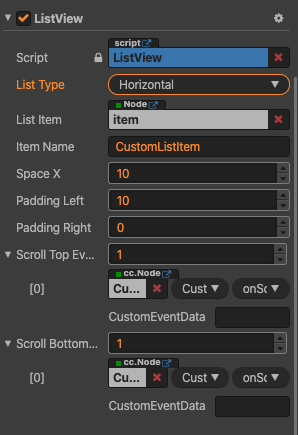 ListView
script
Script ListView
List Type Horizontal
Node
List Item item
Item Name CustomListItem
Space X 10
Padding Left 10
Padding Right 0
Scroll Top Ev... 1
cc.Node
[0] Cu... Cust onSc
CustomEventData
Scroll Bottom... 1
cc.Node
[0] Cu... Cust onSc
CustomEventData